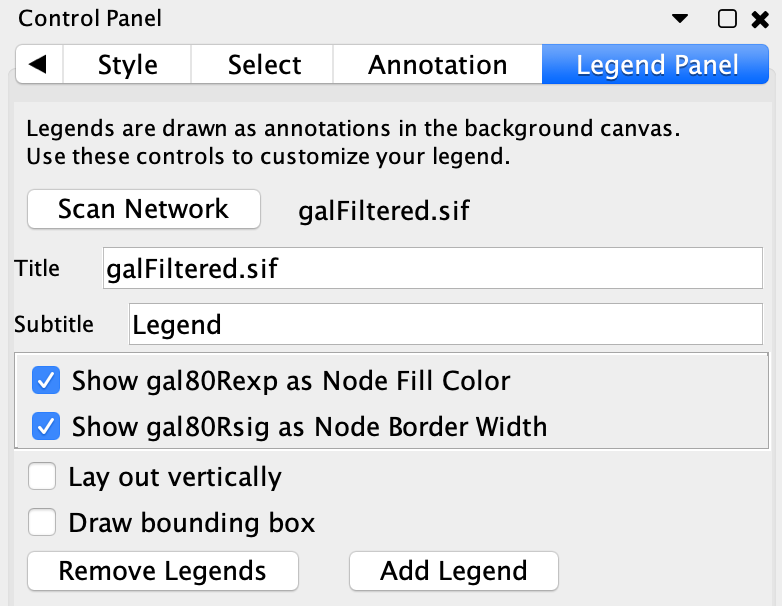 Control Panel
Style Select Annotation Legend Panel
Legends are drawn as annotations in the background canvas.
Use these controls to customize your legend.
Scan Network galFiltered.sif
Title galFiltered.sif
Subtitle Legend
Show gal80Rexp as Node Fill Color
Show gal80Rsig as Node Border Width
Lay out vertically
Draw bounding box
Remove Legends Add Legend